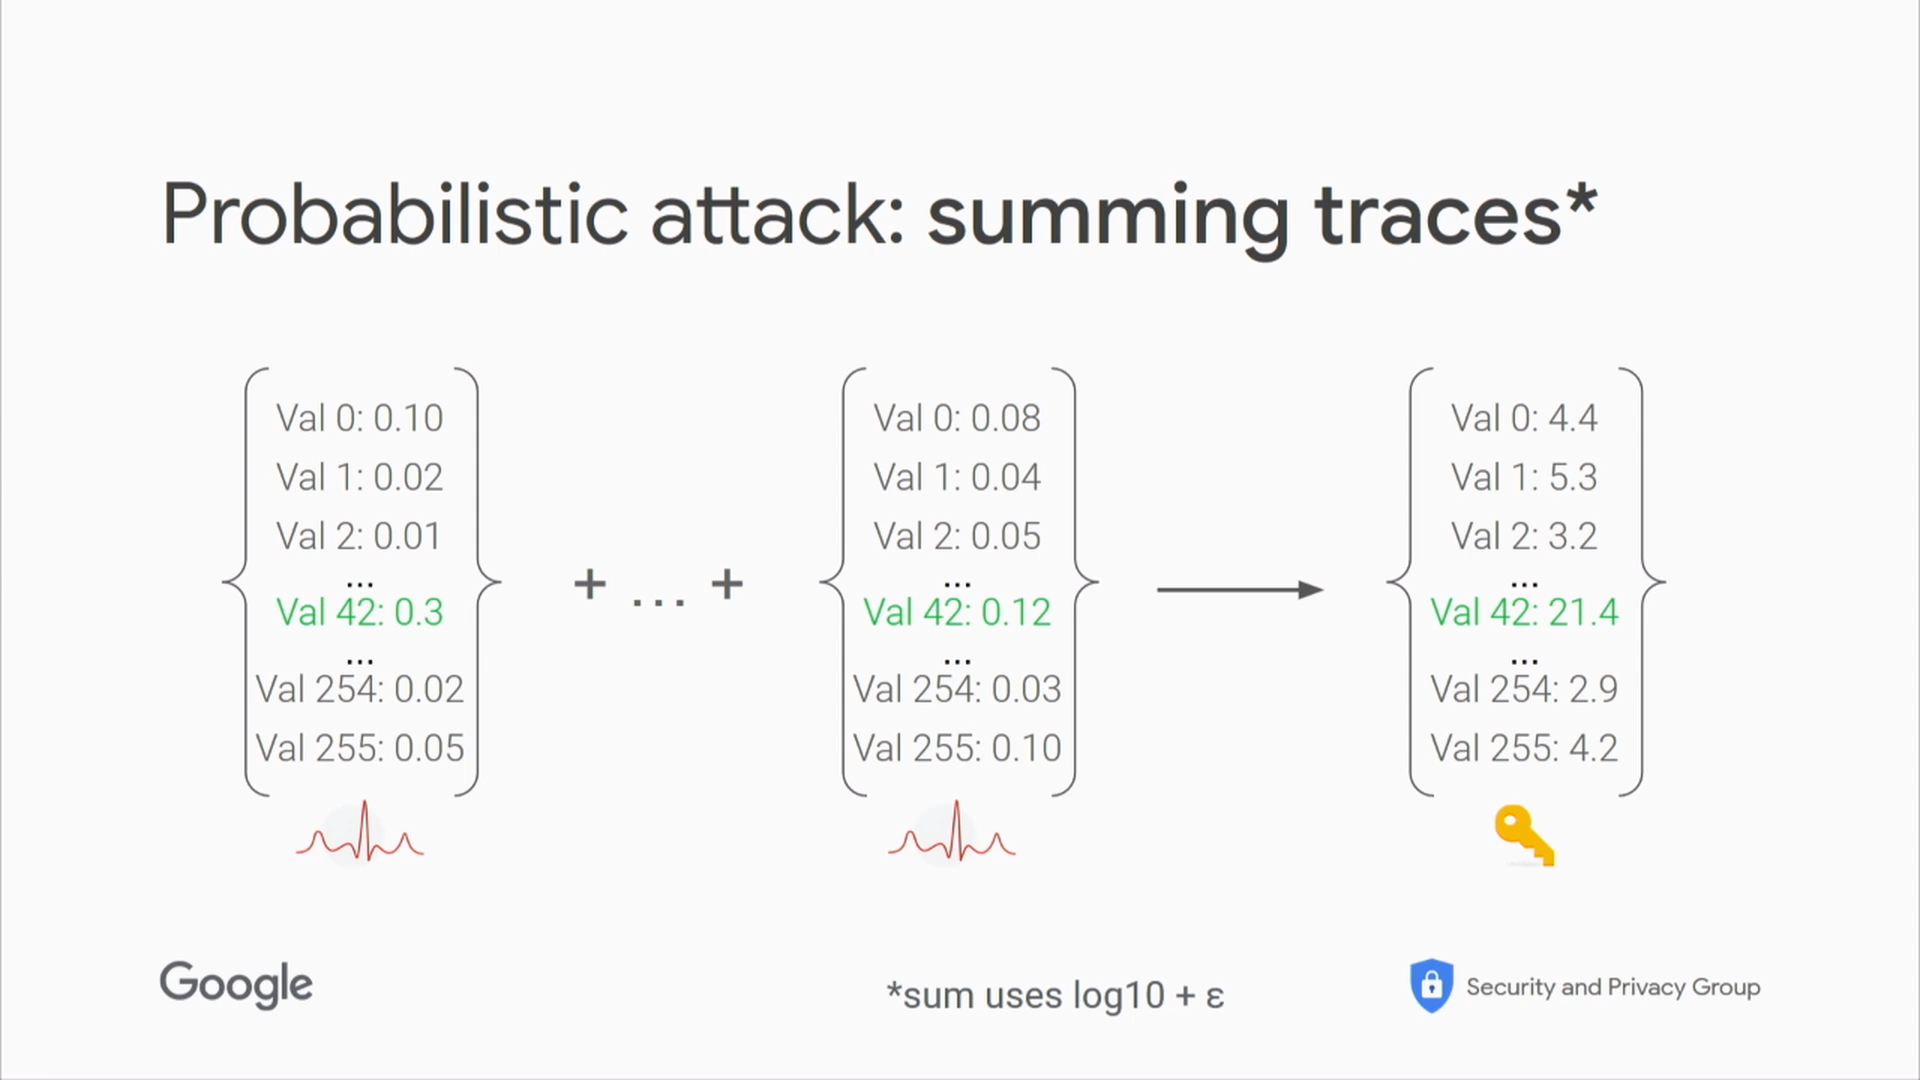 Probabilistic attack: summing traces*
Val 0: 0.10
Val 1: 0.02
Val 2: 0.01
...
Val 42: 0.3
...
Val 254: 0.02
Val 255: 0.05
+ ... +
Val 0: 0.08
Val 1: 0.04
Val 2: 0.05
...
Val 42: 0.12
...
Val 254: 0.03
Val 255: 0.10
Val 0: 4.4
Val 1: 5.3
Val 2: 3.2
...
Val 42: 21.4
...
Val 254: 2.9
Val 255: 4.2
Google
*sum uses log10 + ε
Security and Privacy Group